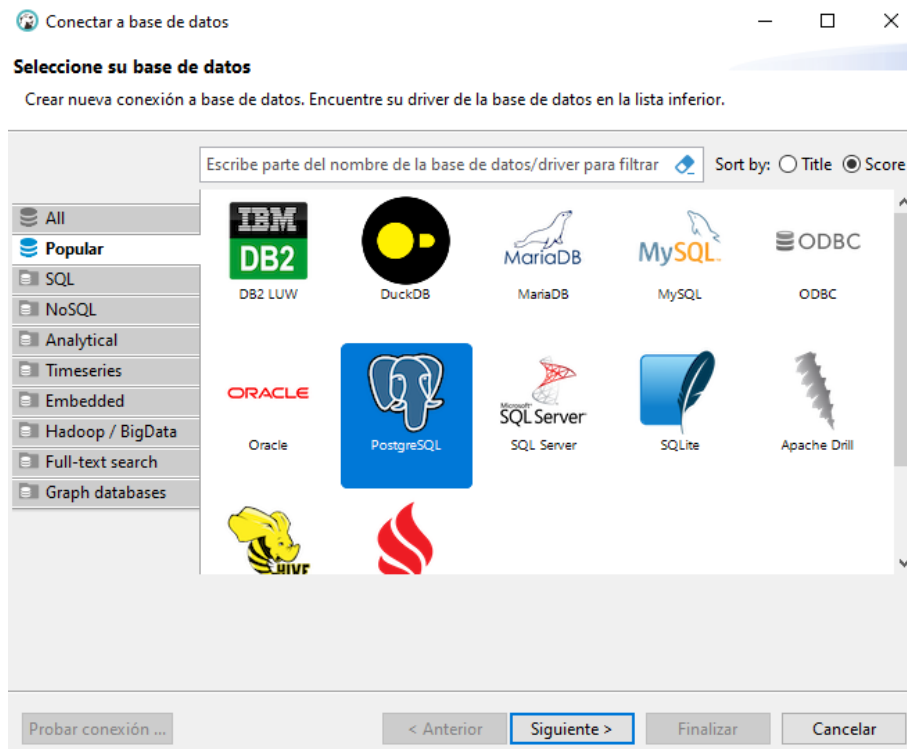 Conectar a base de datos
Seleccione su base de datos
Crear nueva conexión a base de datos. Encuentre su driver de la base de datos en la lista inferior.
Escribe parte del nombre de la base de datos/driver para filtrar
Sort by: Title Score
All
Popular
SQL
NoSQL
Analytical
Timeseries
Embedded
Hadoop / BigData
Full-text search
Graph databases
IBM
DB2
MariaDB
MySQL
ODBC
DB2 LUW
DuckDB
MariaDB
MySQL
ODBC
ORACLE
Microsoft
SQL Server
Oracle
PostgreSQL
SQL Server
SQLite
Apache Drill
HIVE
Probar conexión ...
< Anterior
Siguiente >
Finalizar
Cancelar